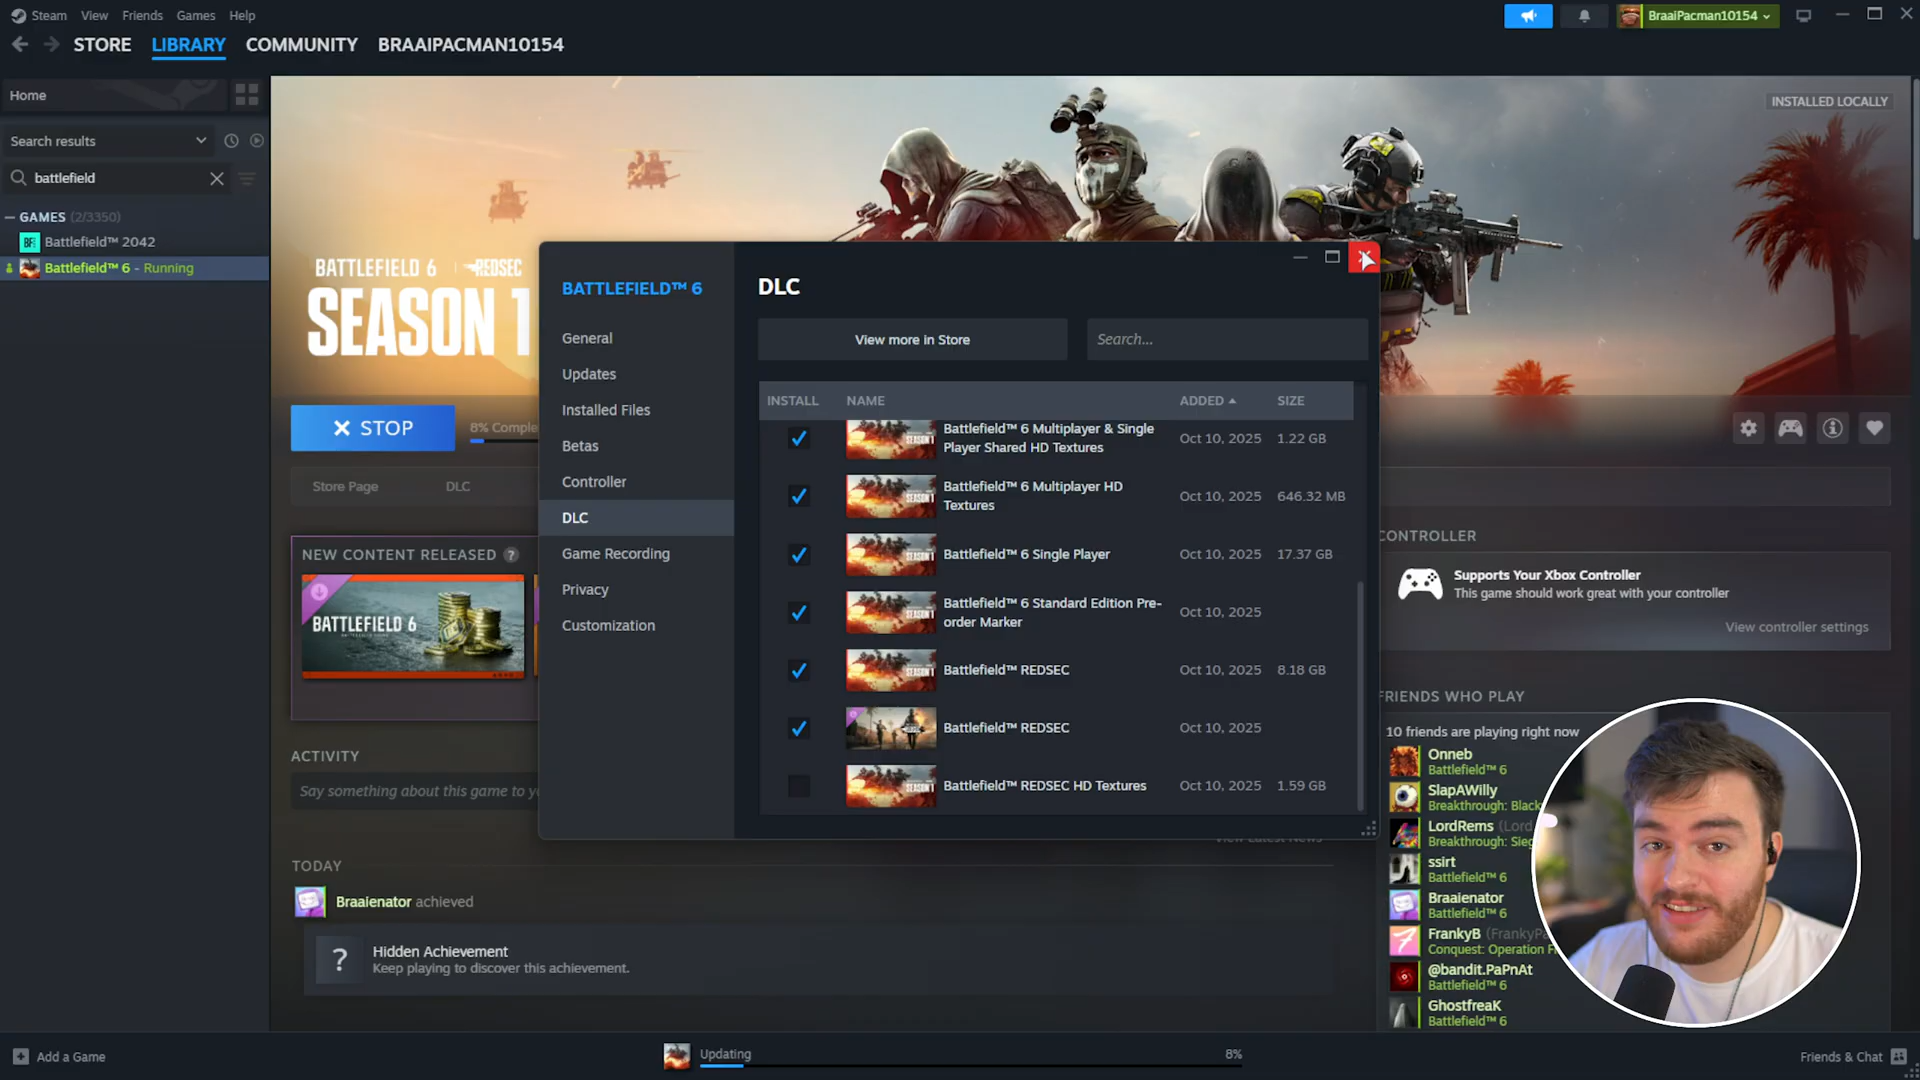 Steam View Friends Games Help
BraaiPacman10154
STORE LIBRARY COMMUNITY BRAAIPACMAN10154
Home
INSTALLED LOCALLY
Search results
battlefield
GAMES (2/3350)
BF
Battlefield™ 2042
Battlefield™ 6 - Running
BATTLEFIELD 6 REDSEC
SEASON 1
BATTLEFIELD™ 6
General
Updates
Installed Files
Betas
Controller
DLC
Game Recording
Privacy
Customization
DLC
View more in Store
Search...
INSTALL NAME ADDED SIZE
Battlefield™ 6 Multiplayer & Single
Player Shared HD Textures
Oct 10, 2025 1.22 GB
Battlefield™ 6 Multiplayer HD
Textures
Oct 10, 2025 646.32 MB
Battlefield™ 6 Single Player Oct 10, 2025 17.37 GB
Battlefield™ 6 Standard Edition Pre-
order Marker
Oct 10, 2025
Battlefield™ REDSEC Oct 10, 2025 8.18 GB
Battlefield™ REDSEC Oct 10, 2025
Battlefield™ REDSEC HD Textures Oct 10, 2025 1.59 GB
STOP
8% Comple
Store Page DLC
NEW CONTENT RELEASED ?
BATTLEFIELD 6
ACTIVITY
Say something about this game to yo
View Latest News
TODAY
Braaienator achieved
?
Hidden Achievement
Keep playing to discover this achievement.
CONTROLLER
Supports Your Xbox Controller
This game should work great with your controller
View controller settings
FRIENDS WHO PLAY
10 friends are playing right now
Onneb
Battlefield™ 6
SlapAWilly
Breakthrough: Black
LordRems (Lord
Breakthrough: Sieg
ssirt
Battlefield™ 6
Braaienator
Battlefield™ 6
FrankyB (FrankyPa
Conquest: Operation F
@bandit.PaPnAt
Battlefield™ 6
GhostfreaK
Battlefield™ 6
Add a Game
Updating 8%
Friends & Chat